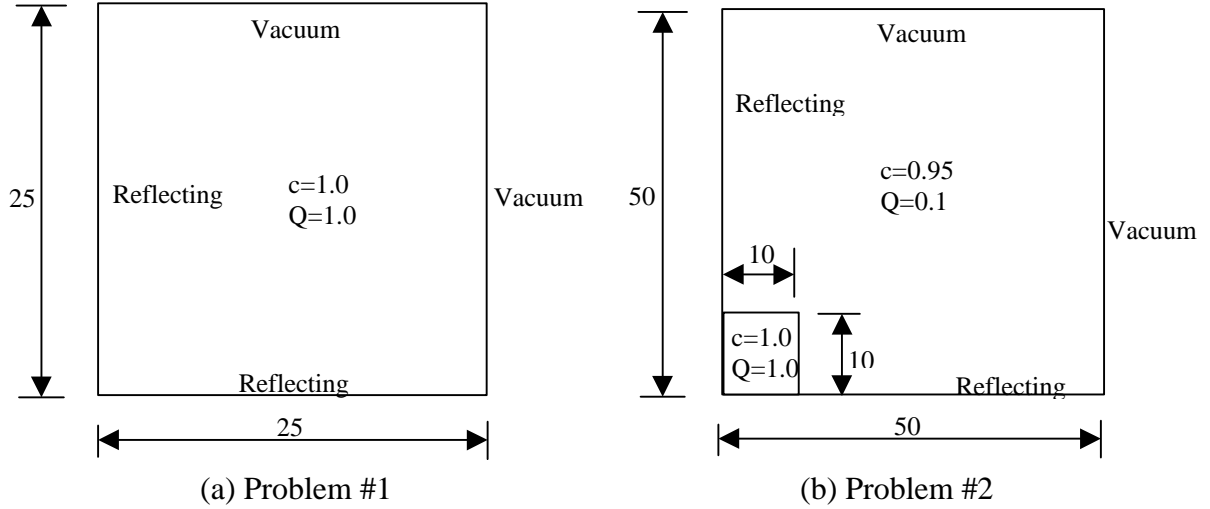 Vacuum
25
Reflecting
c=1.0
Q=1.0
Vacuum
Reflecting
25
(a) Problem #1
Vacuum
Reflecting
50
c=0.95
Q=0.1
Vacuum
10
c=1.0
Q=1.0
10
Reflecting
50
(b) Problem #2